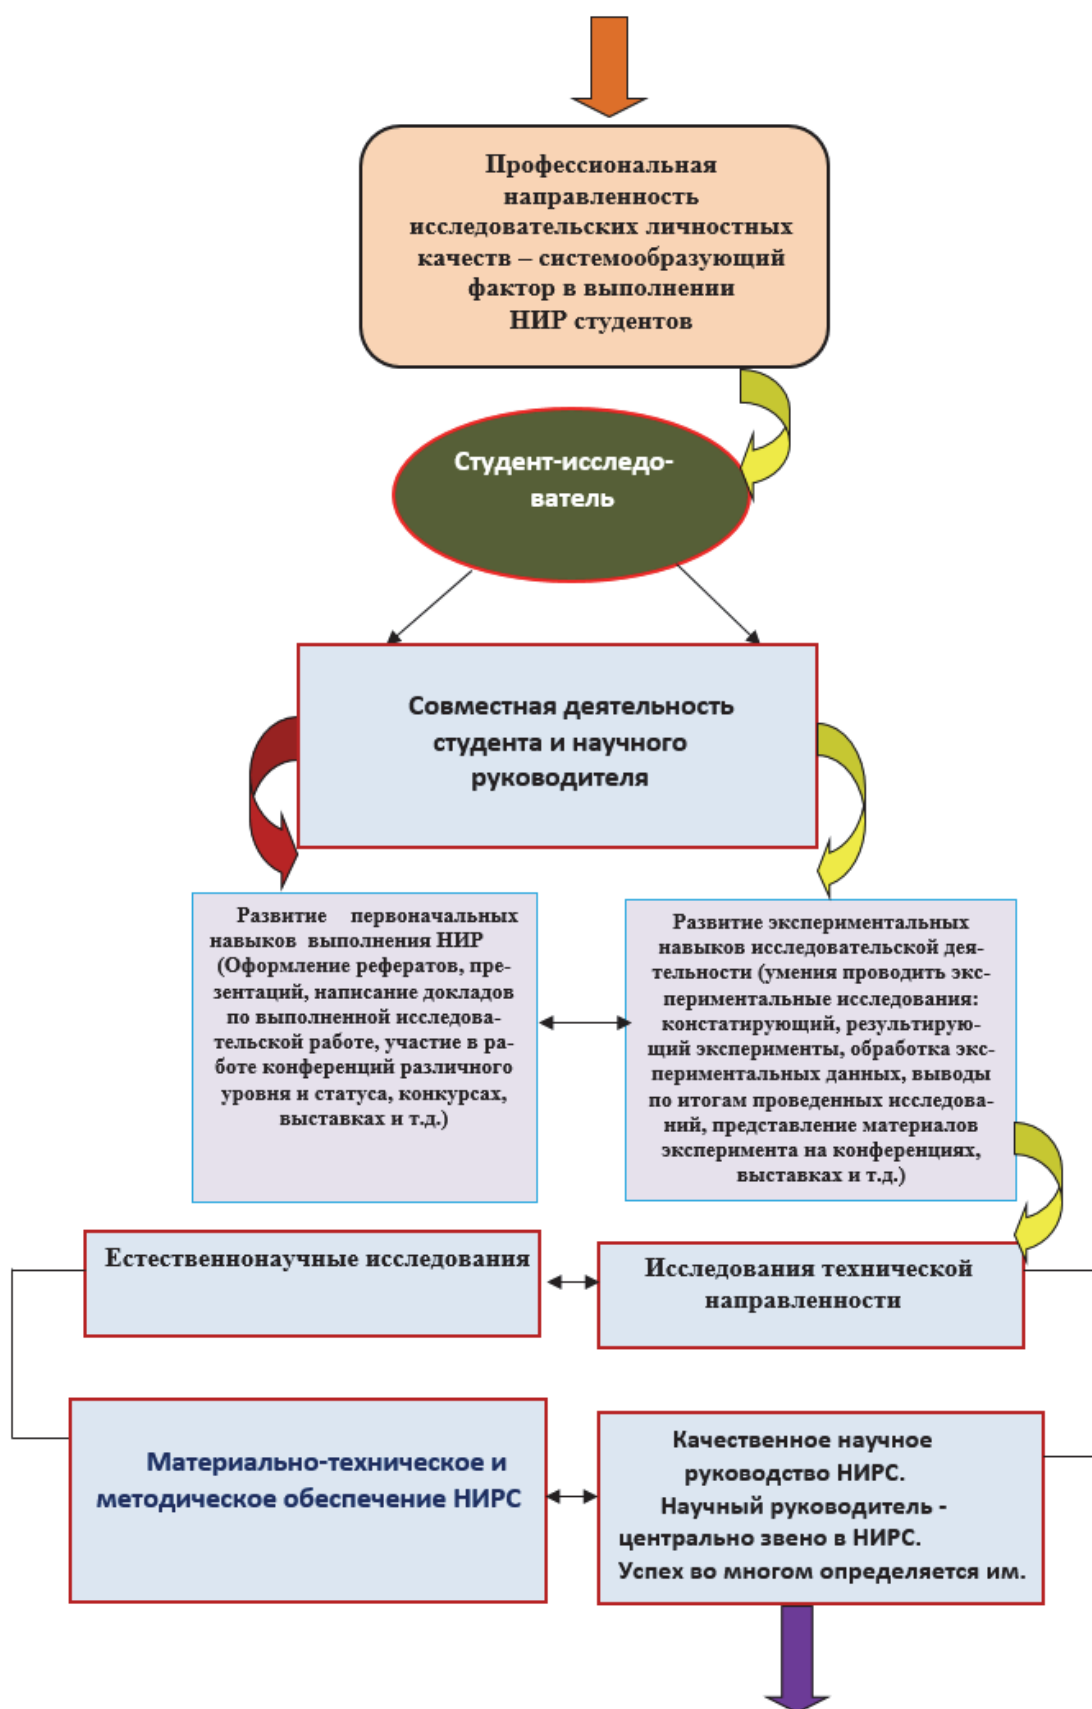 Профессиональная
направленность
исследовательских личностных
качеств – системообразующий
фактор в выполнении
НИР студентов
Студент-исследо-
ватель
Совместная деятельность
студента и научного
руководителя
Развитие первоначальных
навыков выполнения НИР
(Оформление рефератов, пре-
зентаций, написание докладов
по выполненной исследова-
тельской работе, участие в ра-
боте конференций различного
уровня и статуса, конкурсах,
выставках и т.д.)
Развитие экспериментальных
навыков исследовательской дея-
тельности (умения проводить экс-
периментальные исследования:
констатирующий, результирую-
щий эксперименты, обработка экс-
периментальных данных, выводы
по итогам проведенных исследова-
ний, представление материалов
эксперимента на конференциях,
выставках и т.д.)
Естественнонаучные исследования
Исследования технической
направленности
Материально-техническое и
методическое обеспечение НИРС
Качественное научное
руководство НИРС.
Научный руководитель -
центрально звено в НИРС.
Успех во многом определяется им.